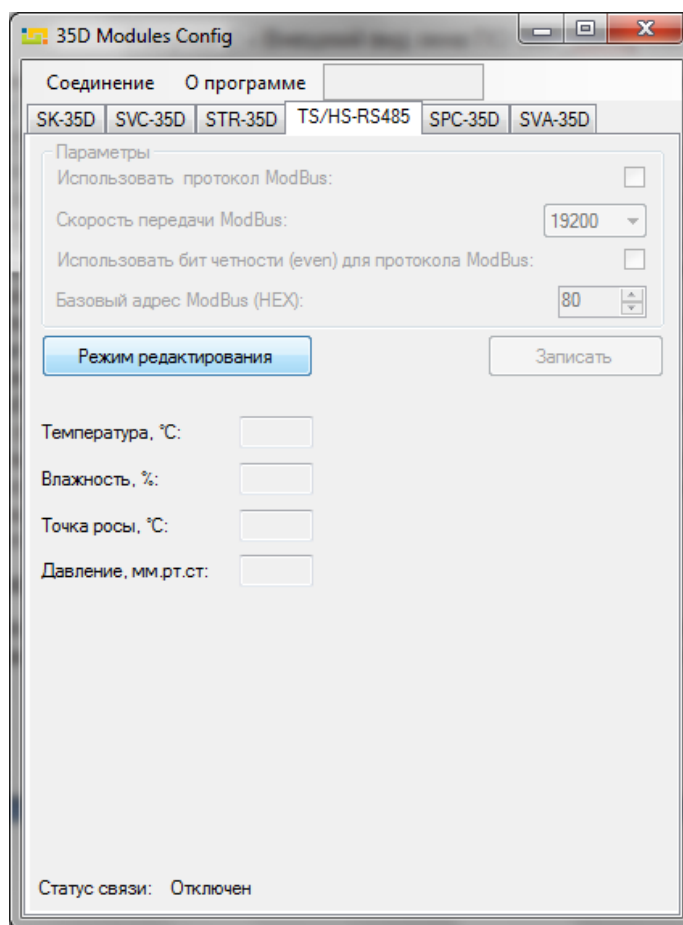 35D Modules Config
Соединение О программе
SK-35D SVC-35D STR-35D TS/HS-RS485 SPC-35D SVA-35D
Параметры
Использовать протокол ModBus:
Скорость передачи ModBus: 19200
Использовать бит четности (even) для протокола ModBus:
Базовый адрес ModBus (HEX): 80
Режим редактирования Записать
Температура, °С:
Влажность, %:
Точка росы, °С:
Давление, мм.рт.ст:
Статус связи: Отключен